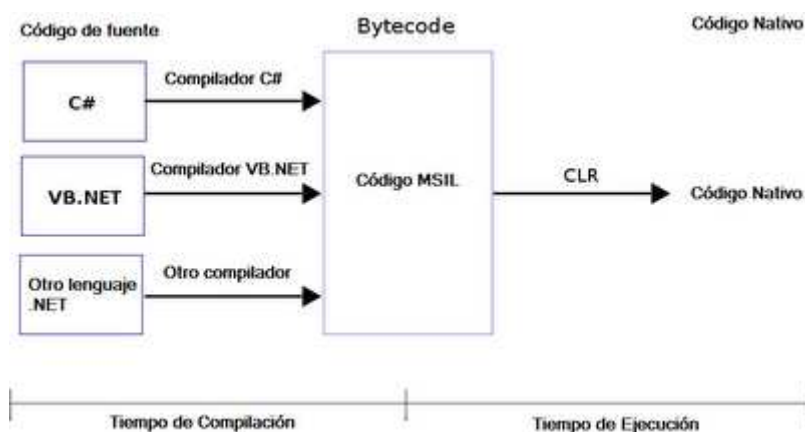 Código de fuente
Bytecode
Código Nativo
C#
Compilador C#
VB.NET
Compilador VB.NET
Código MSIL
CLR
Código Nativo
Otro lenguaje
.NET
Otro compilador
Tiempo de Compilación
Tiempo de Ejecución